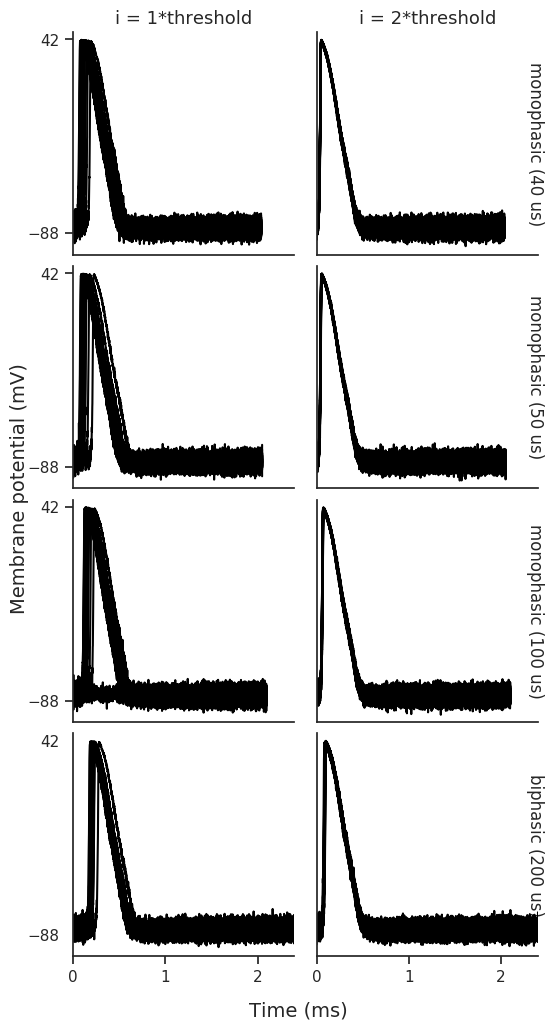 i = 1*threshold
i = 2*threshold
42
−88
monophasic (40 us)
42
−88
monophasic (50 us)
Membrane potential (mV)
42
−88
monophasic (100 us)
42
−88
biphasic (200 us)
0
1
2
0
1
2
Time (ms)